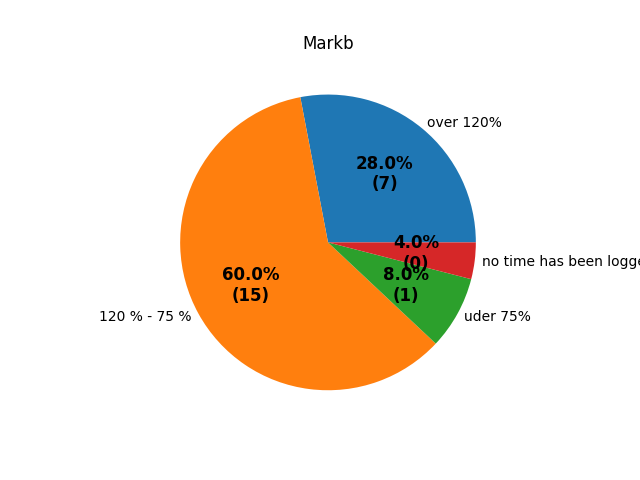 Markb
over 120%
28.0%
(7)
4.0%
(0)
no time has been logge
8.0%
(1)
60.0%
(15)
120 % - 75 %
uder 75%